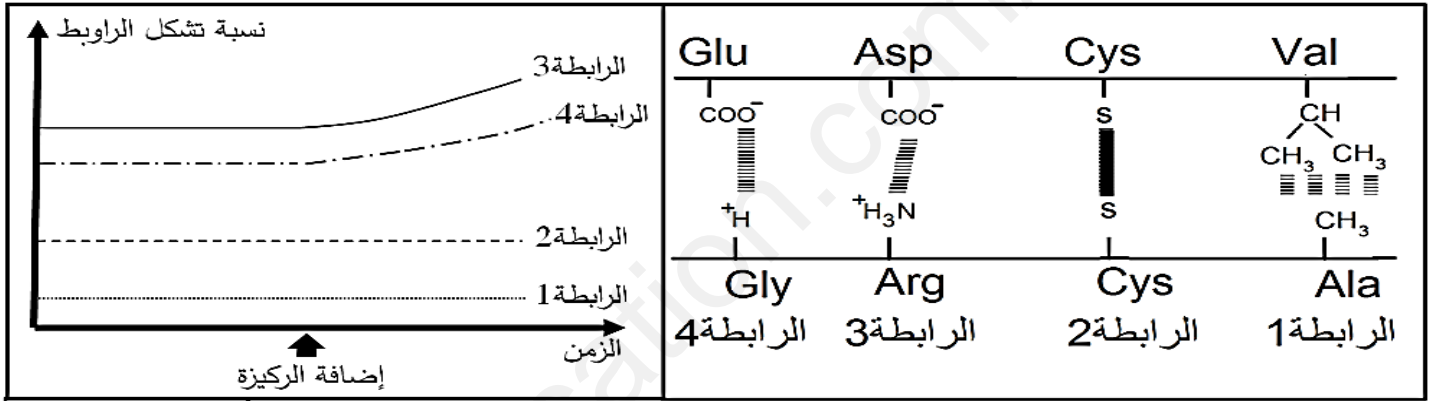 نسبة تشكل الراوبط
الرابطة3
الرابطة4
الرابطة2
الرابطة1
الزمن
إضافة الركيزة
Glu Asp Cys Val
COO⁻ COO⁻ S CH
CH₃ CH₃
⁺H ⁺H₃N S CH₃
Gly Arg Cys Ala
الرابطة4 الرابطة3 الرابطة2 الرابطة1